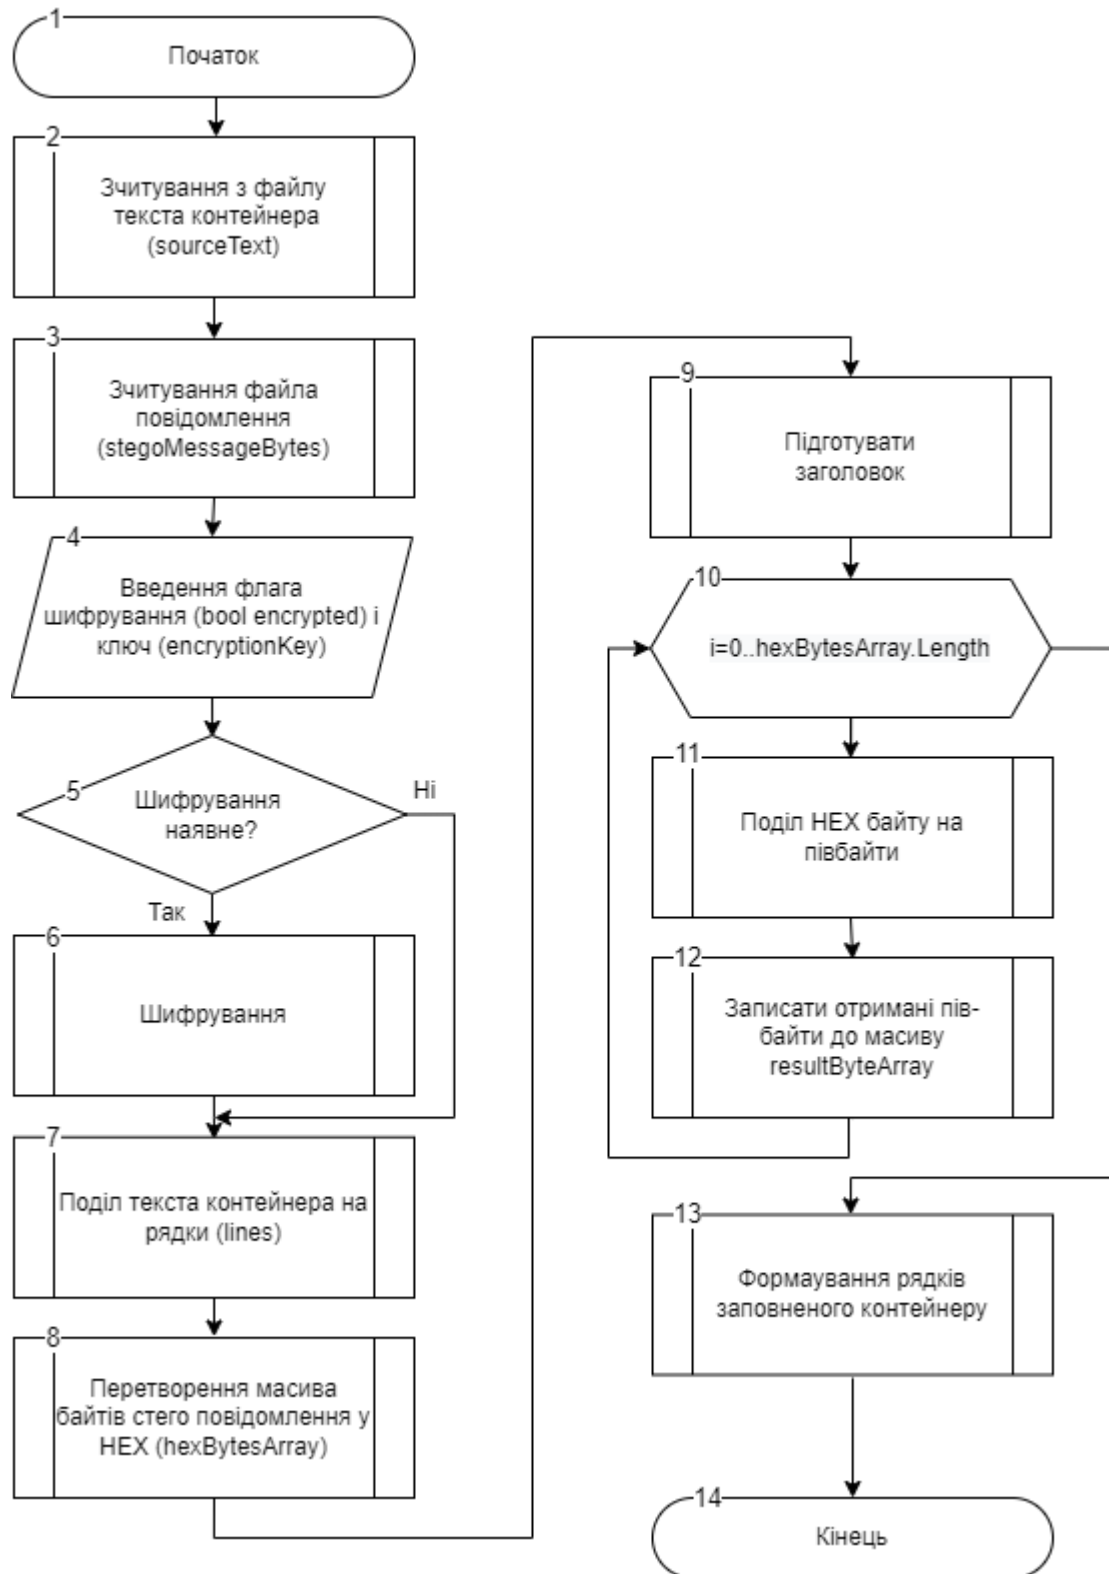 1
Початок
2
Зчитування з файлу
текста контейнера
(sourceText)
3
Зчитування файла
повідомлення
(stegoMessageBytes)
4
Введення флага
шифрування (bool encrypted) і
ключ (encryptionKey)
5
Шифрування
наявне?
Ні
Так
6
Шифрування
7
Поділ текста контейнера на
рядки (lines)
8
Перетворення масива
байтів стего повідомлення у
HEX (hexBytesArray)
9
Підготувати
заголовок
10
i=0..hexBytesArray.Length
11
Поділ HEX байту на
півбайти
12
Записати отримані пів-
байти до масиву
resultByteArray
13
Формаування рядків
заповненого контейнеру
14
Кінець